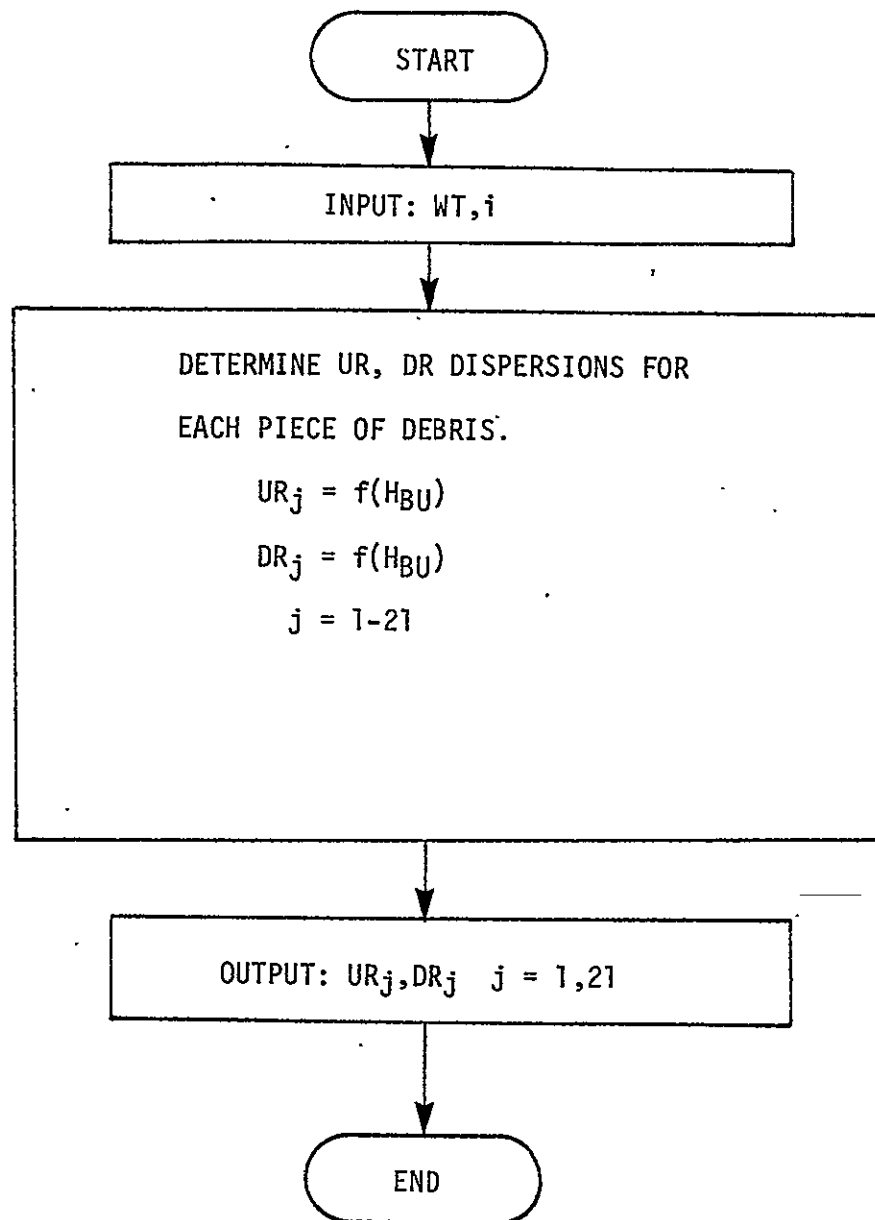 START
INPUT: WT,i
DETERMINE UR, DR DISPERSIONS FOR
EACH PIECE OF DEBRIS.
URj = f(HBU)
DRj = f(HBU)
j = 1-21
OUTPUT: URj,DRj j = 1,21
END